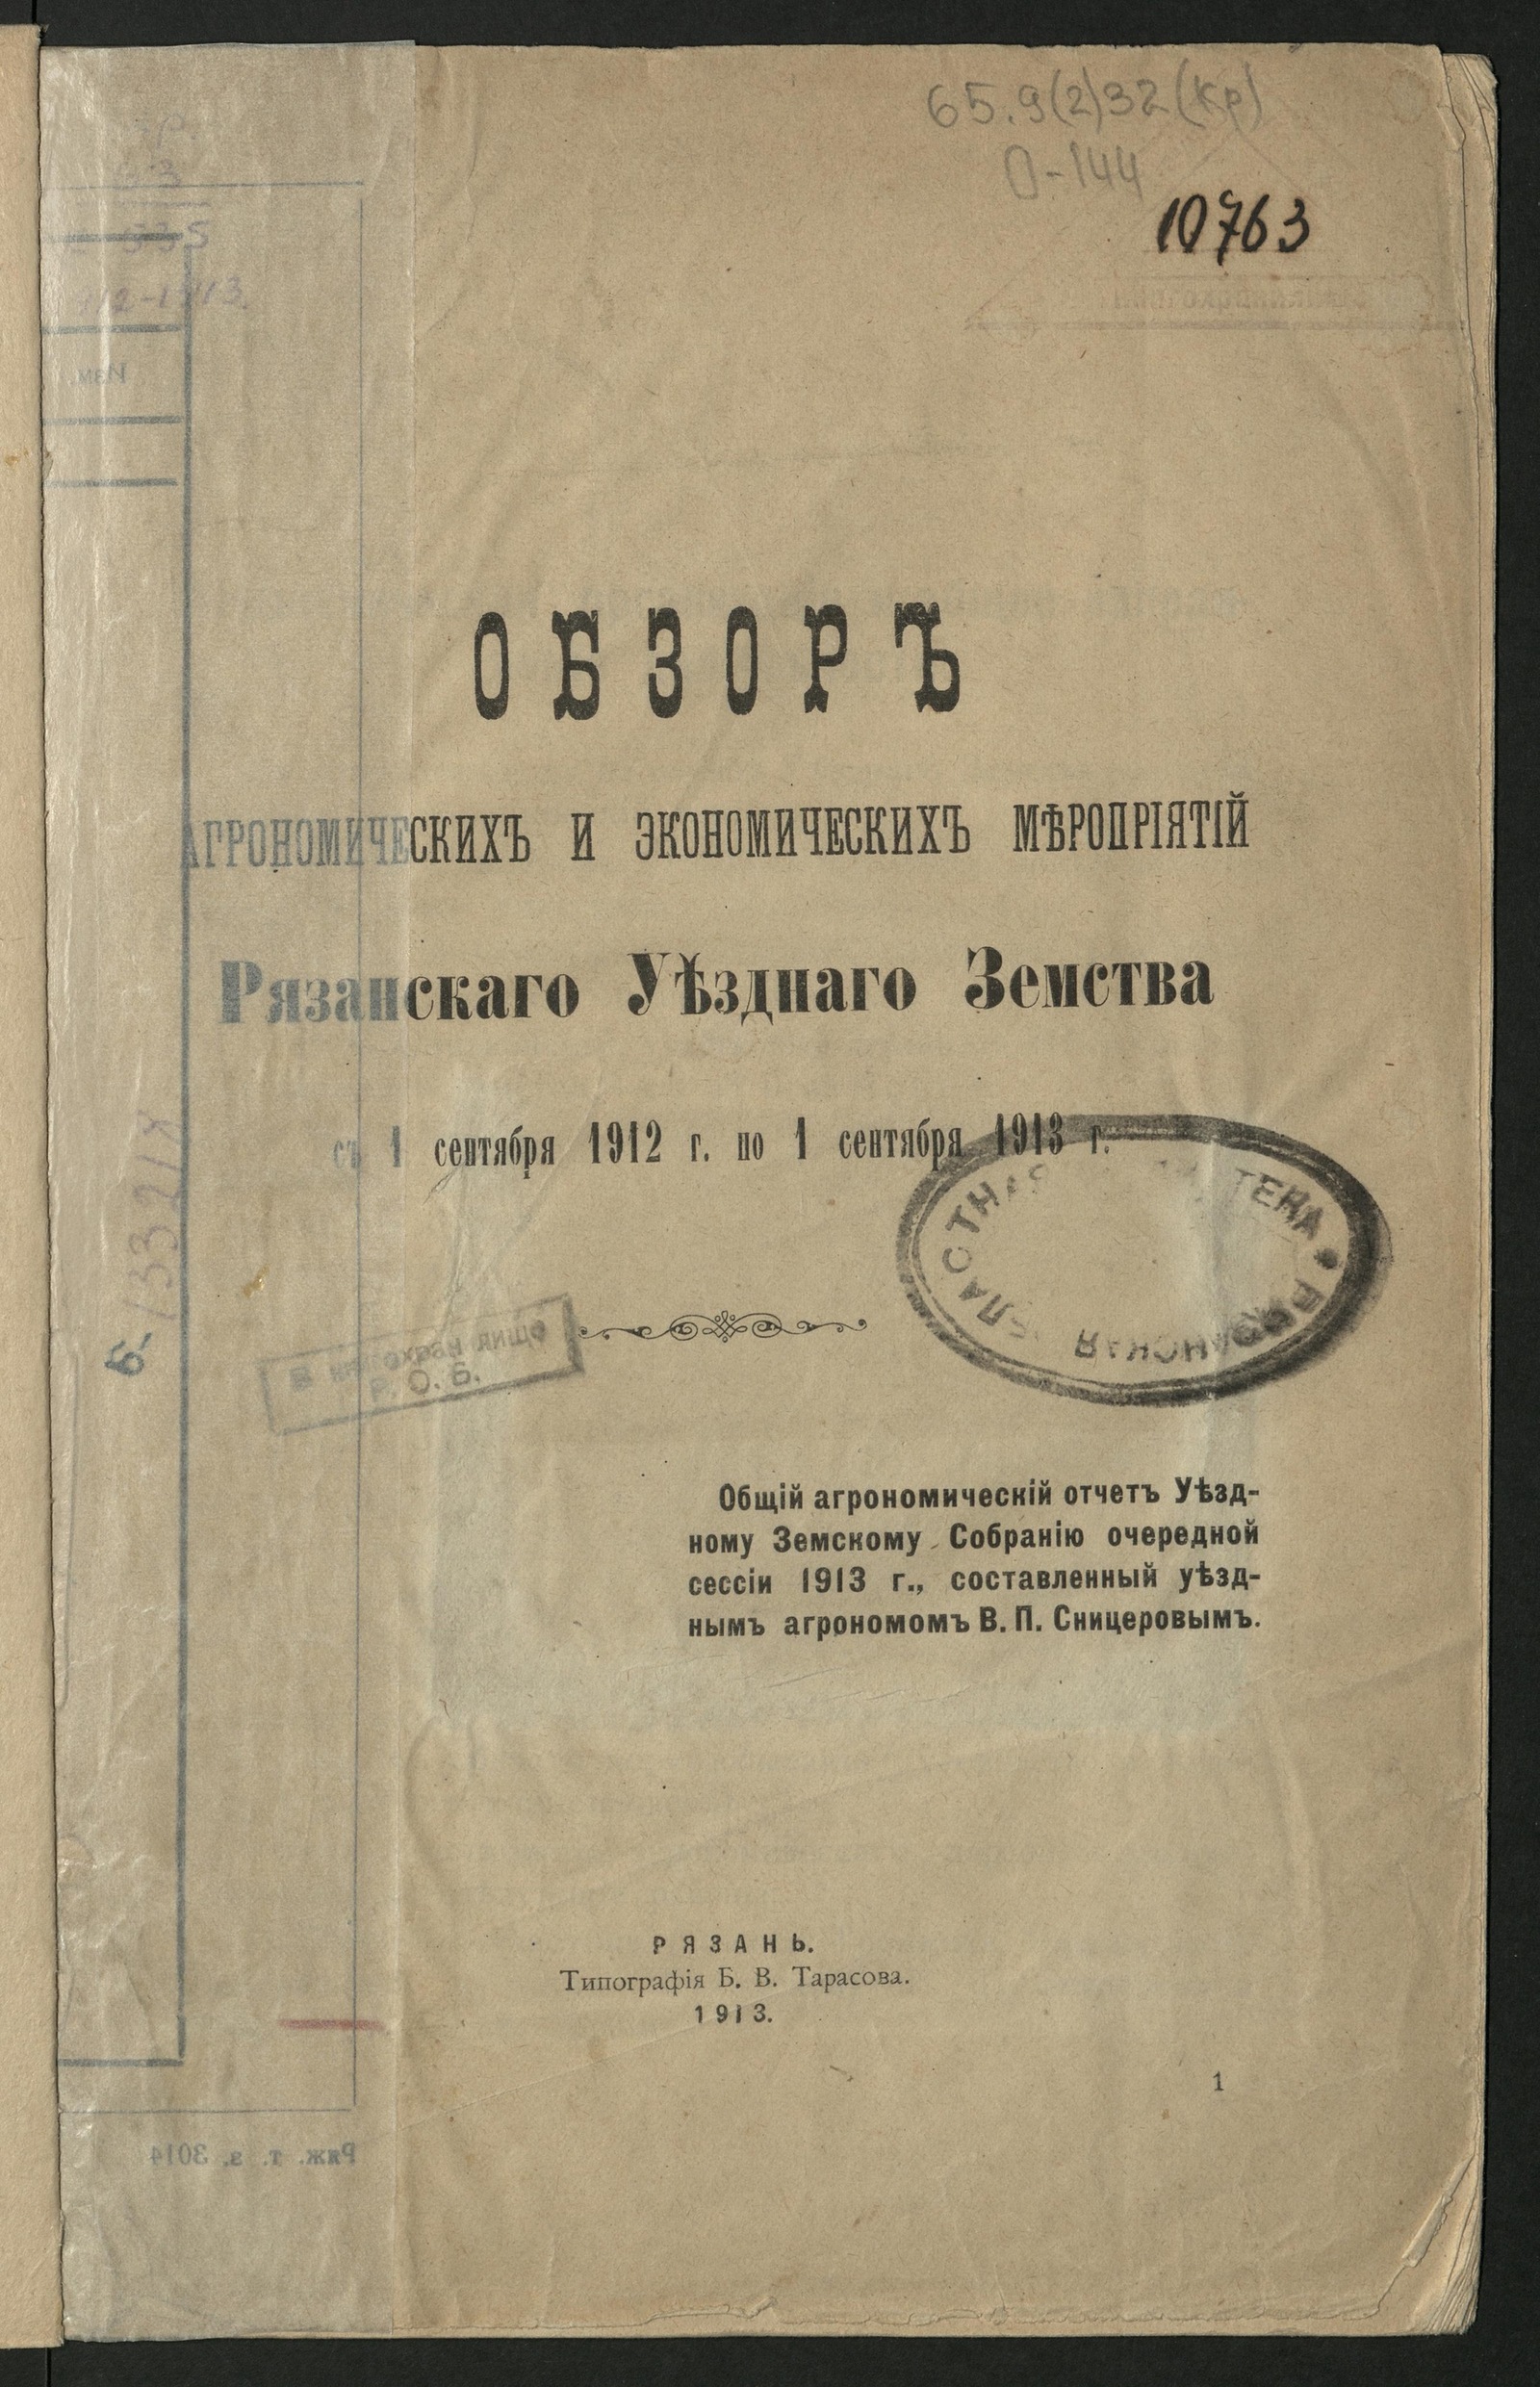 65.9(2)32(Кр)
О-144
10763
ОБЗОРЪ
АГРОНОМИЧЕСКИХЪ И ЭКОНОМИЧЕСКИХЪ МѢРОПРІЯТІЙ
Рязанскаго Уѣзднаго Земства
съ 1 сентября 1912 г. по 1 сентября 1913 г.
Р. О. Б.
Общій агрономическій отчетъ Уѣзд-
ному Земскому Собранію очередной
сессіи 1913 г., составленный уѣзд-
нымъ агрономомъ В. П. Сницеровымъ.
РЯЗАНЬ.
Типографія Б. В. Тарасова.
1913.
1
Ряж. т. з. 3014